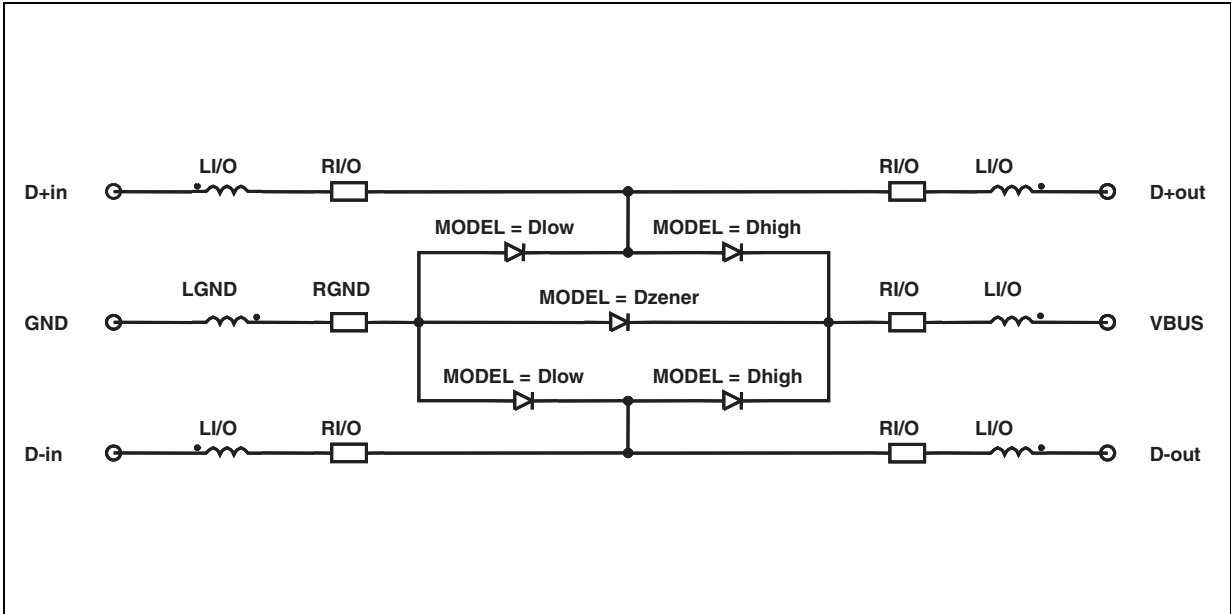 LI/O RI/O RI/O LI/O
D+in D+out
MODEL = Dlow MODEL = Dhigh
LGND RGND MODEL = Dzener RI/O LI/O
GND VBUS
MODEL = Dlow MODEL = Dhigh
LI/O RI/O RI/O LI/O
D-in D-out